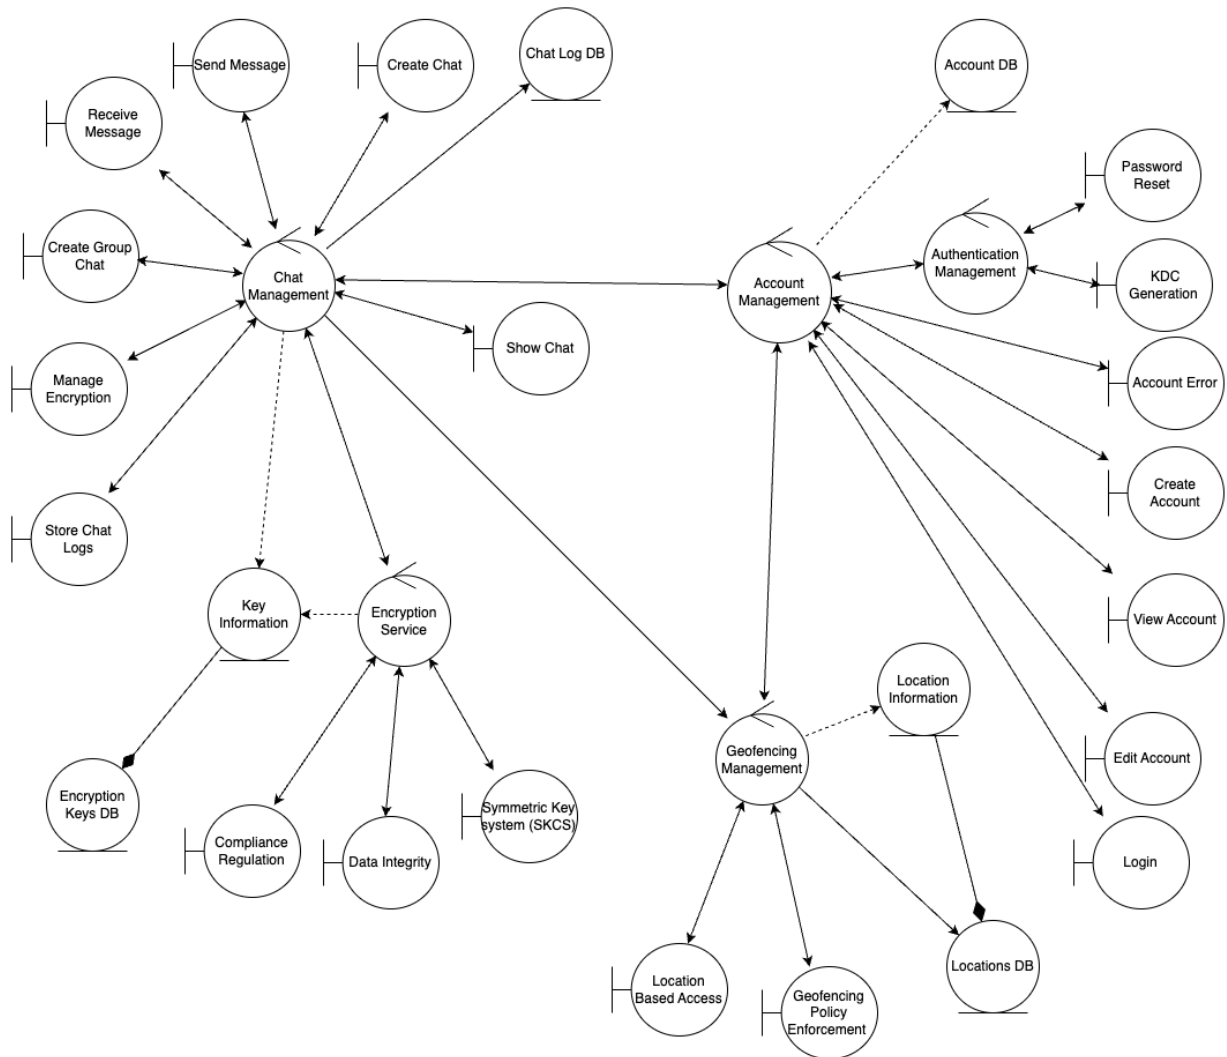 Send Message
Create Chat
Chat Log DB
Account DB
Receive
Message
Password
Reset
Create Group
Chat
Chat
Management
Account
Management
Authentication
Management
KDC
Generation
Show Chat
Account Error
Manage
Encryption
Create
Account
Store Chat
Logs
Key
Information
Encryption
Service
View Account
Location
Information
Geofencing
Management
Edit Account
Encryption
Keys DB
Compliance
Regulation
Data Integrity
Symmetric Key
system (SKCS)
Login
Location
Based Access
Geofencing
Policy
Enforcement
Locations DB